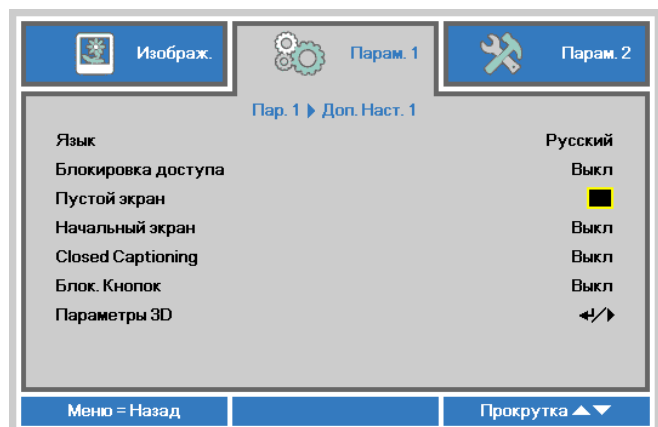 Изображ. Парам. 1 Парам. 2
Пар. 1 Доп. Наст. 1
Язык Русский
Блокировка доступа Выкл
Пустой экран
Начальный экран Выкл
Closed Captioning Выкл
Блок. Кнопок Выкл
Параметры 3D
Меню = Назад Прокрутка